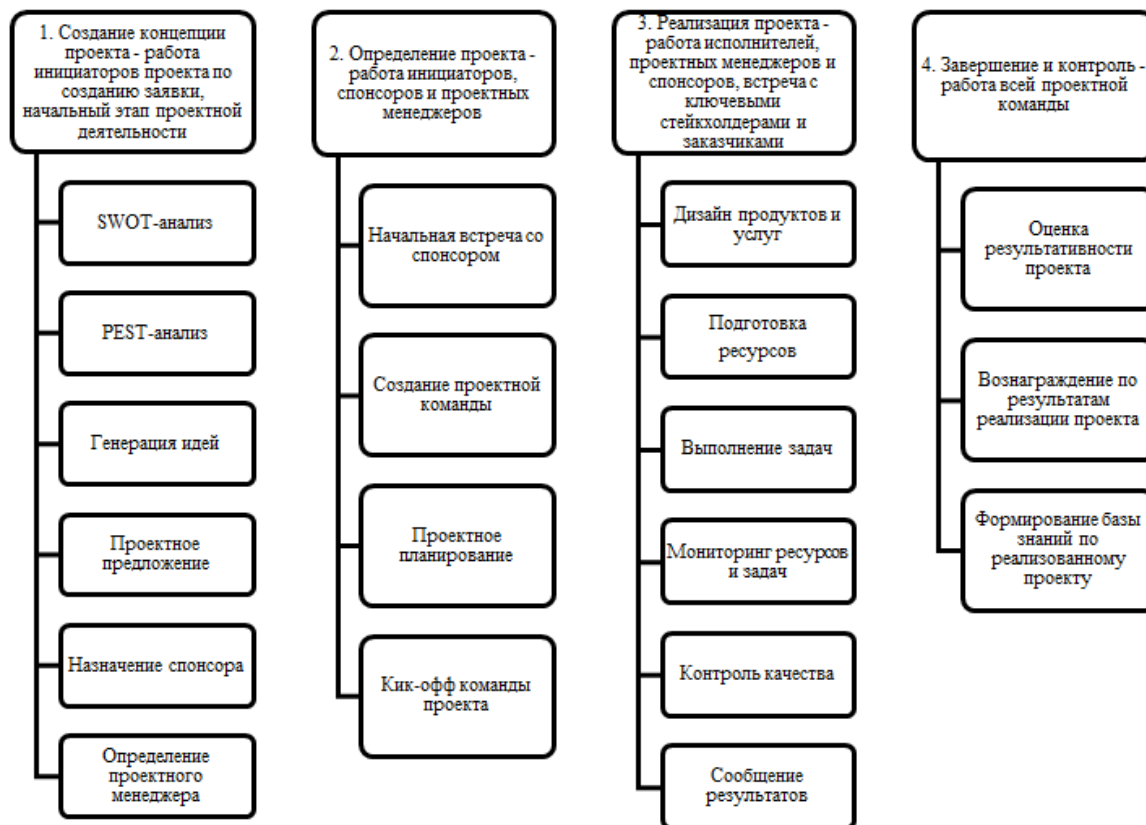 1. Создание концепции
проекта - работа
инициаторов проекта по
созданию заявки,
начальный этап проектной
деятельности
SWOT-анализ
PEST-анализ
Генерация идей
Проектное
предложение
Назначение спонсора
Определение
проектного
менеджера
2. Определение проекта -
работа инициаторов,
спонсоров и проектных
менеджеров
Начальная встреча со
спонсором
Создание проектной
команды
Проектное
планирование
Кик-офф команды
проекта
3. Реализация проекта -
работа исполнителей,
проектных менеджеров и
спонсоров, встреча с
ключевыми
стейкхолдерами и
заказчиками
Дизайн продуктов и
услуг
Подготовка
ресурсов
Выполнение задач
Мониторинг ресурсов
и задач
Контроль качества
Сообщение
результатов
4. Завершение и контроль -
работа всей проектной
команды
Оценка
результативности
проекта
Вознаграждение по
результатам
реализации проекта
Формирование базы
знаний по
реализованному
проекту